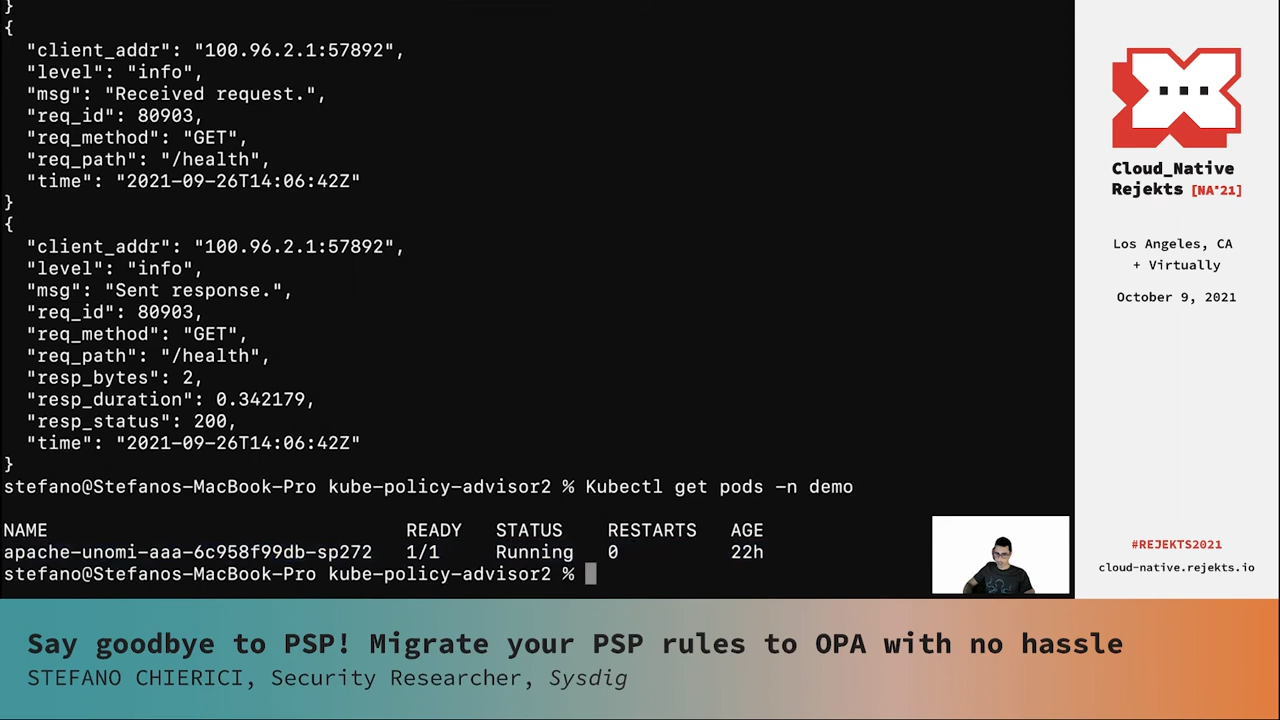 }
{
"client_addr": "100.96.2.1:57892",
"level": "info",
"msg": "Received request.",
"req_id": 80903,
"req_method": "GET",
"req_path": "/health",
"time": "2021-09-26T14:06:42Z"
}
{
"client_addr": "100.96.2.1:57892",
"level": "info",
"msg": "Sent response.",
"req_id": 80903,
"req_method": "GET",
"req_path": "/health",
"resp_bytes": 2,
"resp_duration": 0.342179,
"resp_status": 200,
"time": "2021-09-26T14:06:42Z"
}
stefano@Stefanos-MacBook-Pro kube-policy-advisor2 % Kubectl get pods -n demo
NAME READY STATUS RESTARTS AGE
apache-unomi-aaa-6c958f99db-sp272 1/1 Running 0 22h
stefano@Stefanos-MacBook-Pro kube-policy-advisor2 %
Cloud_Native
Rejekts [NA'21]
Los Angeles, CA
+ Virtually
October 9, 2021
#REJEKTS2021
cloud-native.rejekts.io
Say goodbye to PSP! Migrate your PSP rules to OPA with no hassle
STEFANO CHIERICI, Security Researcher, Sysdig